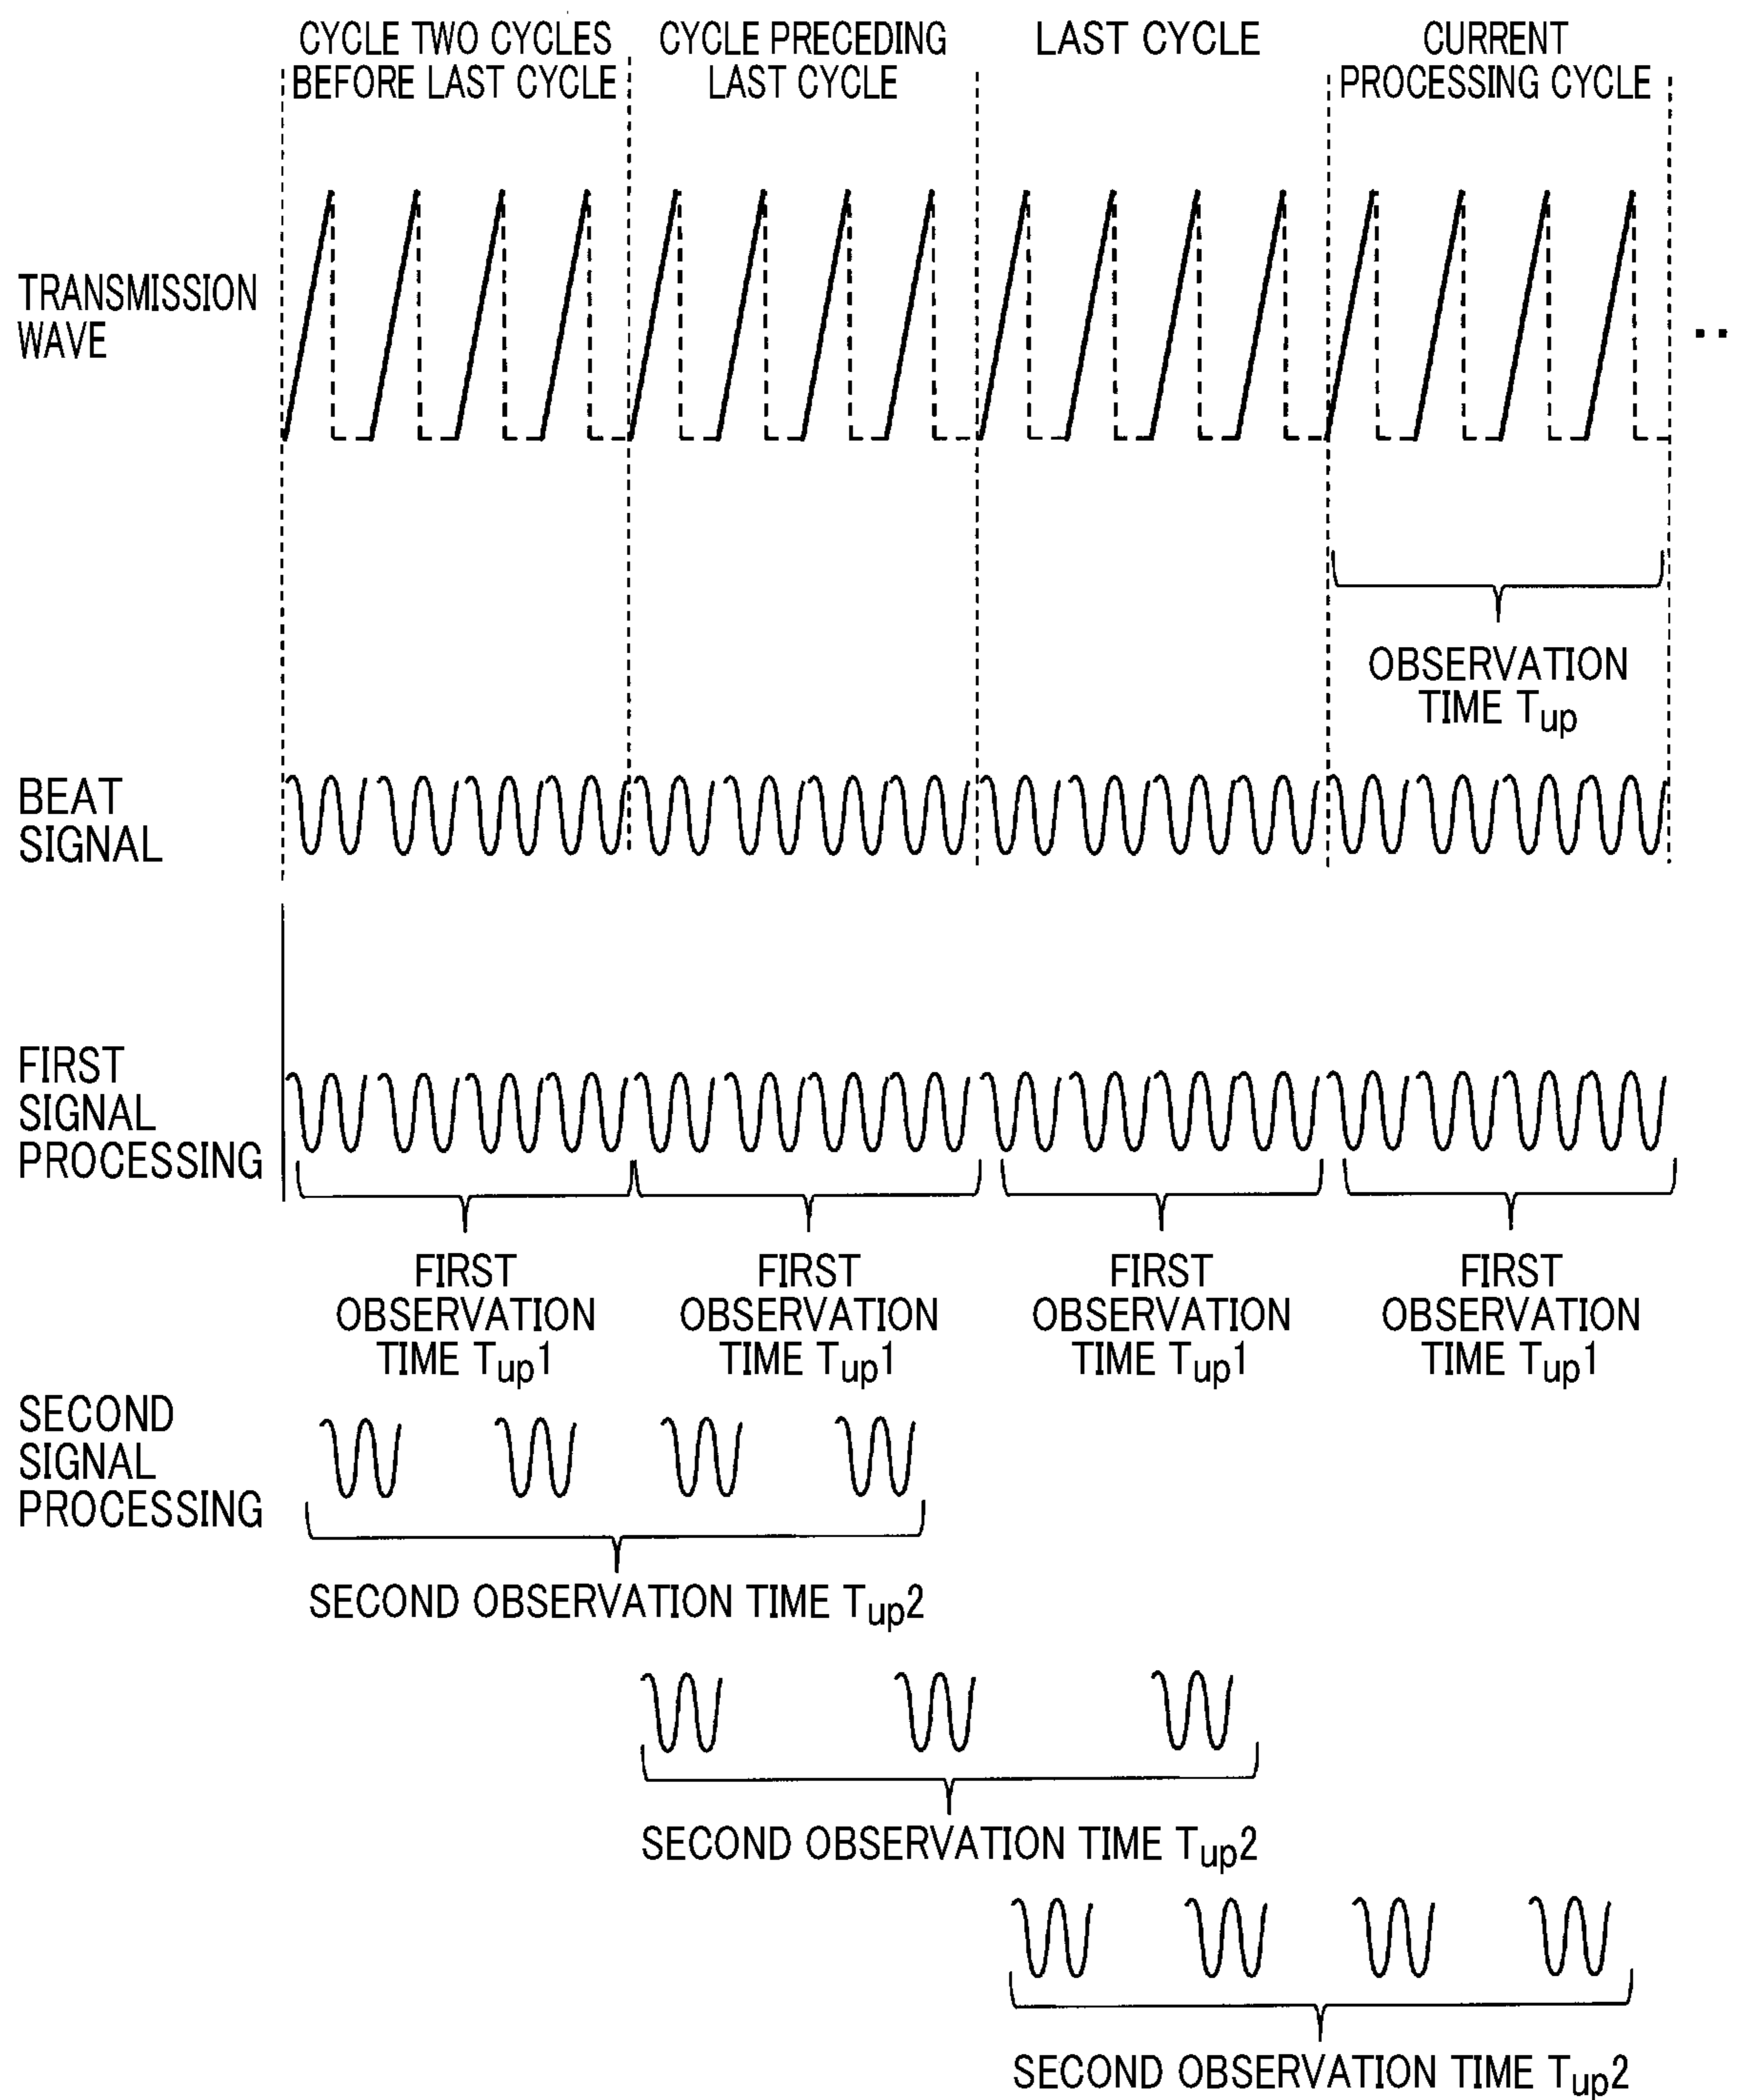 CYCLE TWO CYCLES
BEFORE LAST CYCLE
CYCLE PRECEDING
LAST CYCLE
LAST CYCLE
CURRENT
PROCESSING CYCLE
TRANSMISSION
WAVE
OBSERVATION
TIME Tup
BEAT
SIGNAL
FIRST
SIGNAL
PROCESSING
FIRST
OBSERVATION
TIME Tup1
FIRST
OBSERVATION
TIME Tup1
FIRST
OBSERVATION
TIME Tup1
FIRST
OBSERVATION
TIME Tup1
SECOND
SIGNAL
PROCESSING
SECOND OBSERVATION TIME Tup2
SECOND OBSERVATION TIME Tup2
SECOND OBSERVATION TIME Tup2